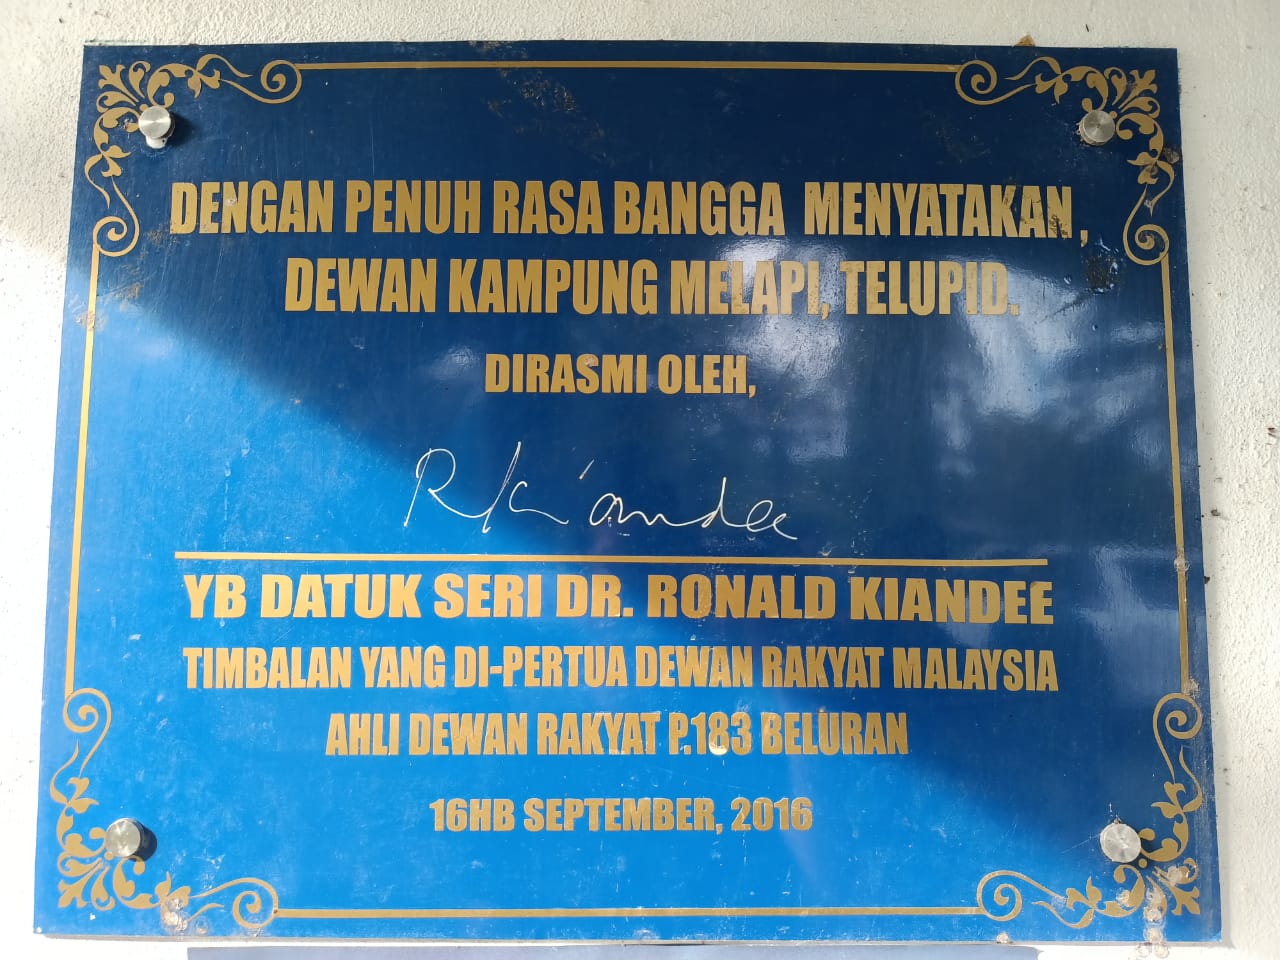 DENGAN PENUH RASA BANGGA MENYATAKAN,
DEWAN KAMPUNG MELAPI, TELUPID.
DIRASMI OLEH,
R Kiandee
YB DATUK SERI DR. RONALD KIANDEE
TIMBALAN YANG DI-PERTUA DEWAN RAKYAT MALAYSIA
AHLI DEWAN RAKYAT P.183 BELURAN
16HB SEPTEMBER, 2016